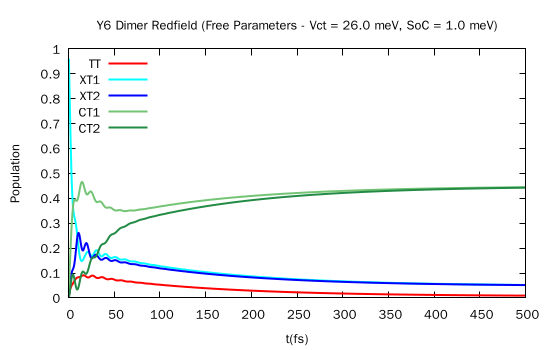 Y6 Dimer Redfield (Free Parameters - Vct = 26.0 meV, SoC = 1.0 meV)
1
0.9
0.8
0.7
0.6
0.5
0.4
0.3
0.2
0.1
0
Population
TT
XT1
XT2
CT1
CT2
0 50 100 150 200 250 300 350 400 450 500
t(fs)